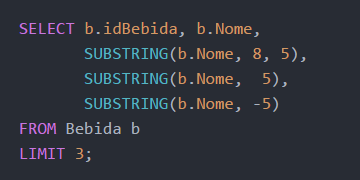 SELECT b.idBebida, b.Nome,
SUBSTRING(b.Nome, 8, 5),
SUBSTRING(b.Nome,  5),
SUBSTRING(b.Nome, -5)
FROM Bebida b
LIMIT 3;